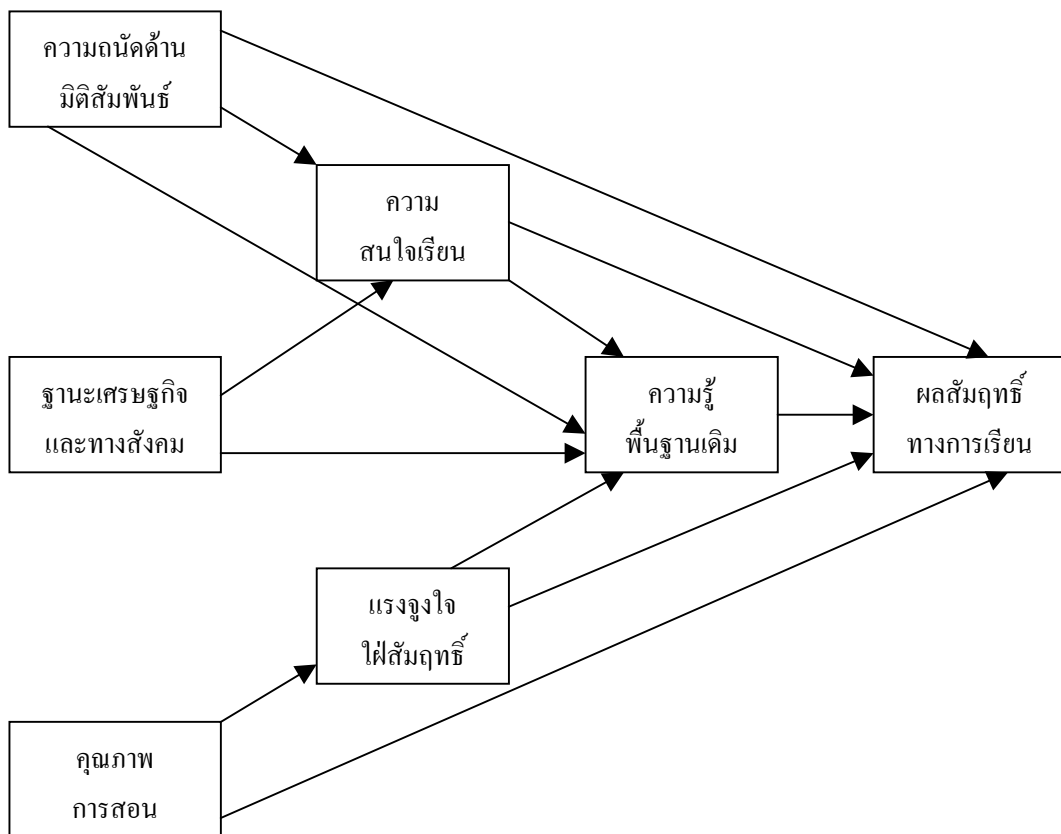 ความถนัดด้าน
มิติสัมพันธ์
ความ
สนใจเรียน
ฐานะเศรษฐกิจ
และทางสังคม
ความรู้
พื้นฐานเดิม
ผลสัมฤทธิ์
ทางการเรียน
แรงจูงใจ
ใฝ่สัมฤทธิ์
คุณภาพ
การสอน